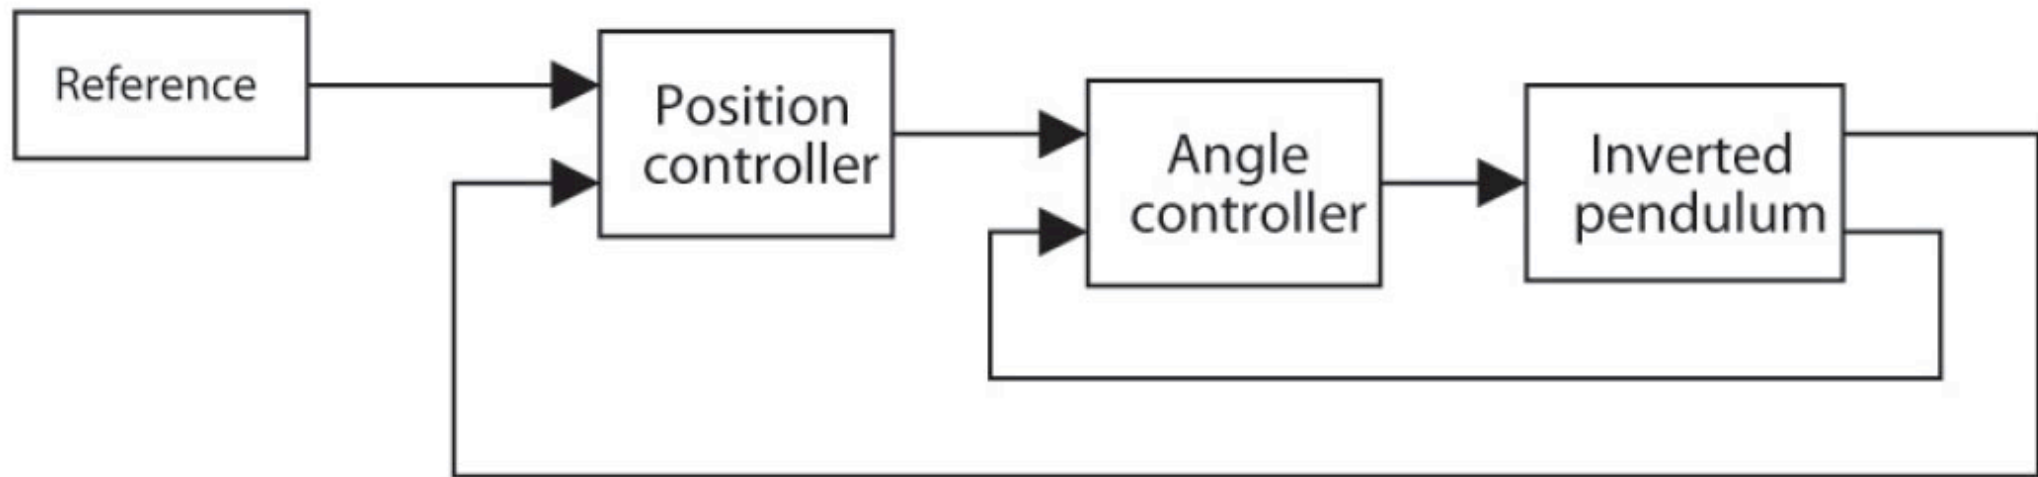 Reference
Position
controller
Angle
controller
Inverted
pendulum